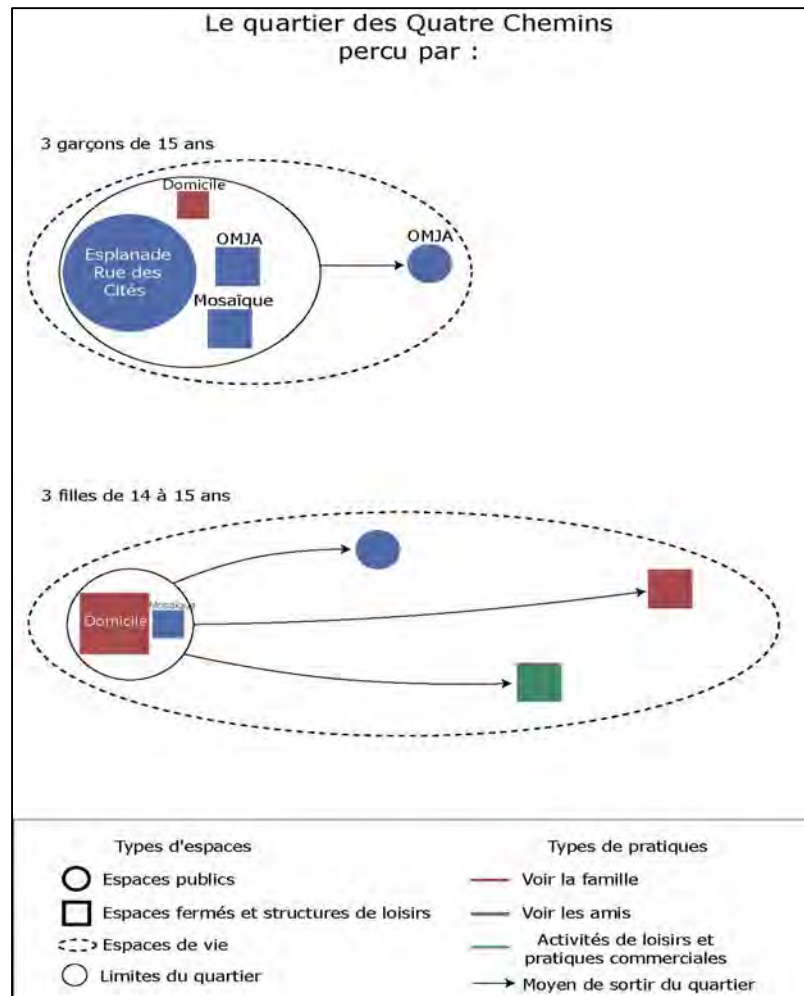 Le quartier des Quatre Chemins
percu par :
3 garçons de 15 ans
Domicile
Esplanade
Rue des
Cités
OMJA
Mosaïque
OMJA
3 filles de 14 à 15 ans
Domicile
Mosaïque
Types d'espaces
Espaces publics
Espaces fermés et structures de loisirs
Espaces de vie
Limites du quartier
Types de pratiques
Voir la famille
Voir les amis
Activités de loisirs et
pratiques commerciales
Moyen de sortir du quartier